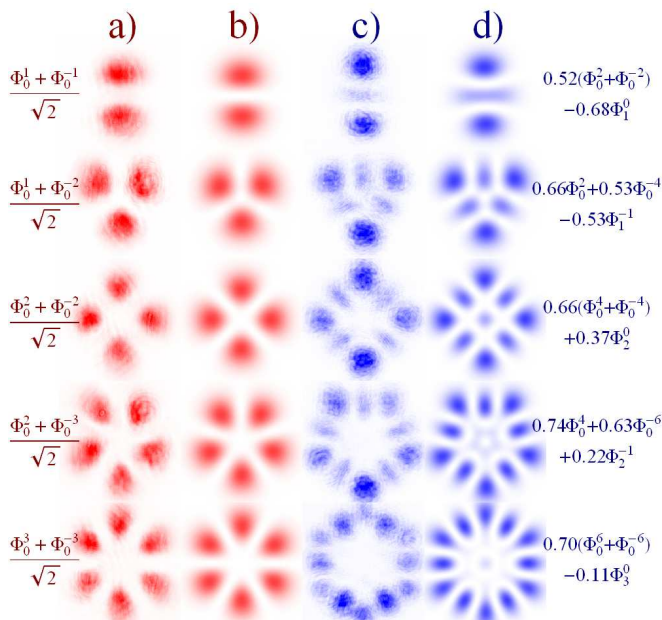 a) b) c) d)
Φ₀¹ + Φ₀⁻¹
√2
0.52(Φ₀²+Φ₀⁻²)
−0.68Φ₁⁰
Φ₀¹ + Φ₀⁻²
√2
0.66Φ₀²+0.53Φ₀⁻⁴
−0.53Φ₁⁻¹
Φ₀² + Φ₀⁻²
√2
0.66(Φ₀⁴+Φ₀⁻⁴)
+0.37Φ₂⁰
Φ₀² + Φ₀⁻³
√2
0.74Φ₀⁴+0.63Φ₀⁻⁶
+0.22Φ₂⁻¹
Φ₀³ + Φ₀⁻³
√2
0.70(Φ₀⁶+Φ₀⁻⁶)
−0.11Φ₃⁰